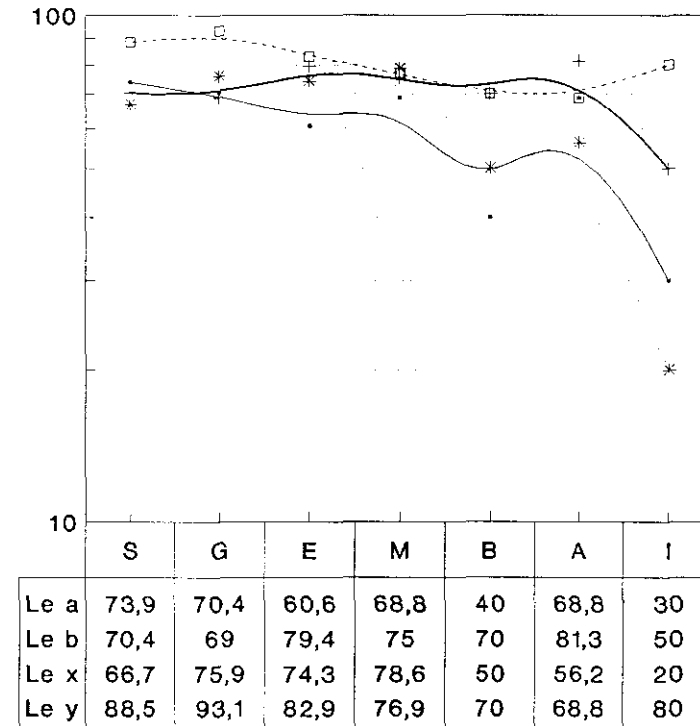 100
10
S G E M B A I
Le a 73,9 70,4 60,6 68,8 40 68,8 30
Le b 70,4 69 79,4 75 70 81,3 50
Le x 66,7 75,9 74,3 78,6 50 56,2 20
Le y 88,5 93,1 82,9 76,9 70 68,8 80